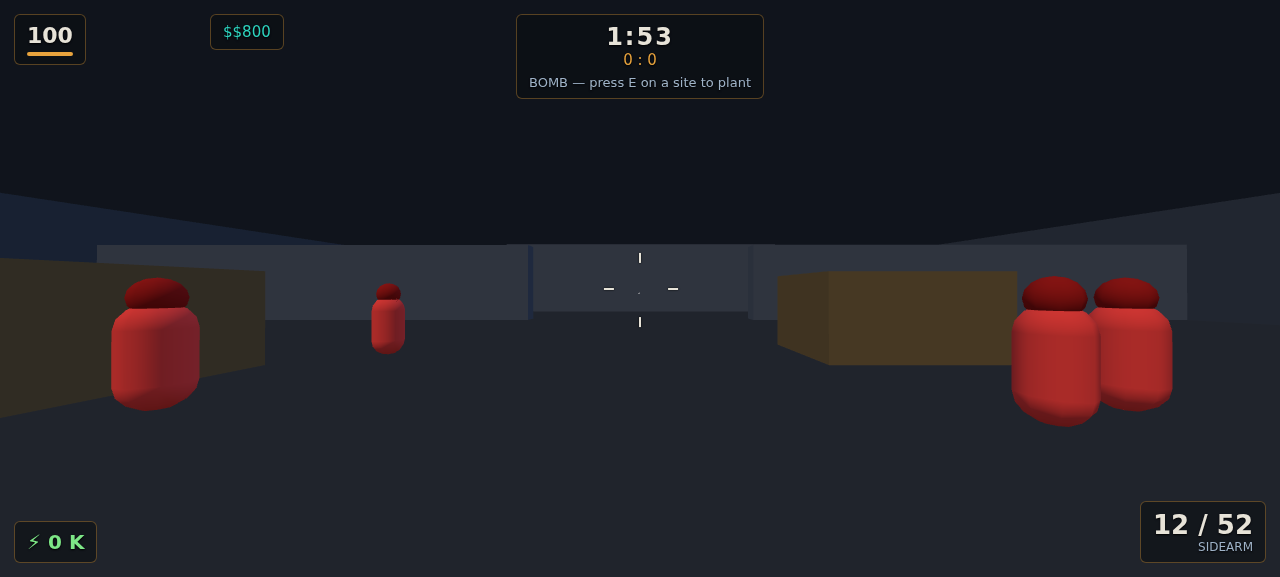 100
$$800
1:53
0 : 0
BOMB — press E on a site to plant
⚡ 0 K
12 / 52
SIDEARM